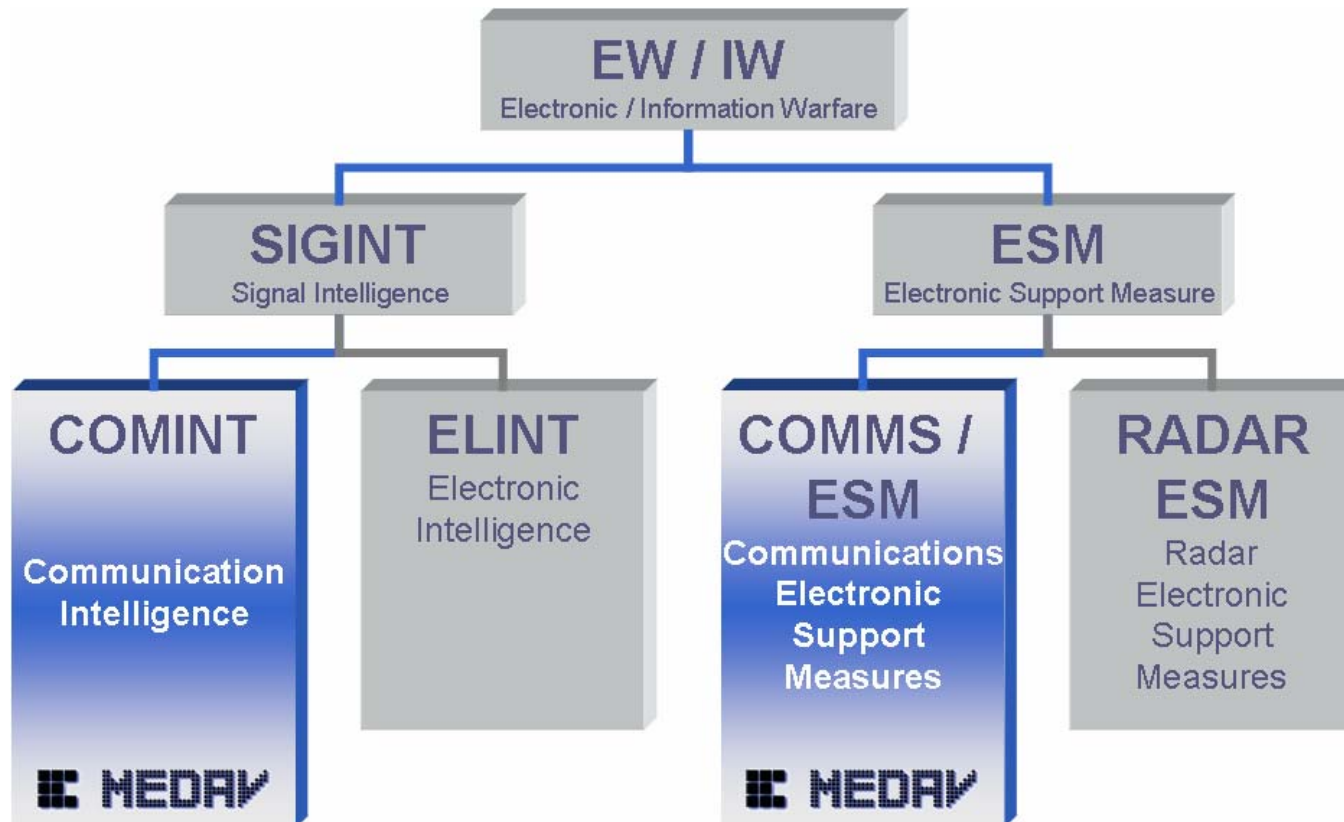 EW / IW
Electronic / Information Warfare
SIGINT
Signal Intelligence
ESM
Electronic Support Measure
COMINT
Communication
Intelligence
MEDAV
ELINT
Electronic
Intelligence
COMMS /
ESM
Communications
Electronic
Support
Measures
MEDAV
RADAR
ESM
Radar
Electronic
Support
Measures